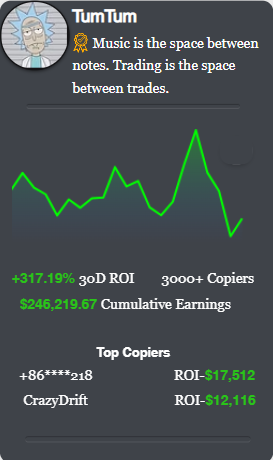 TumTum
Music is the space between
notes. Trading is the space
between trades.
+317.19% 30D ROI 3000+ Copiers
$246,219.67 Cumulative Earnings
Top Copiers
+86****218 ROI-$17,512
CrazyDrift ROI-$12,116